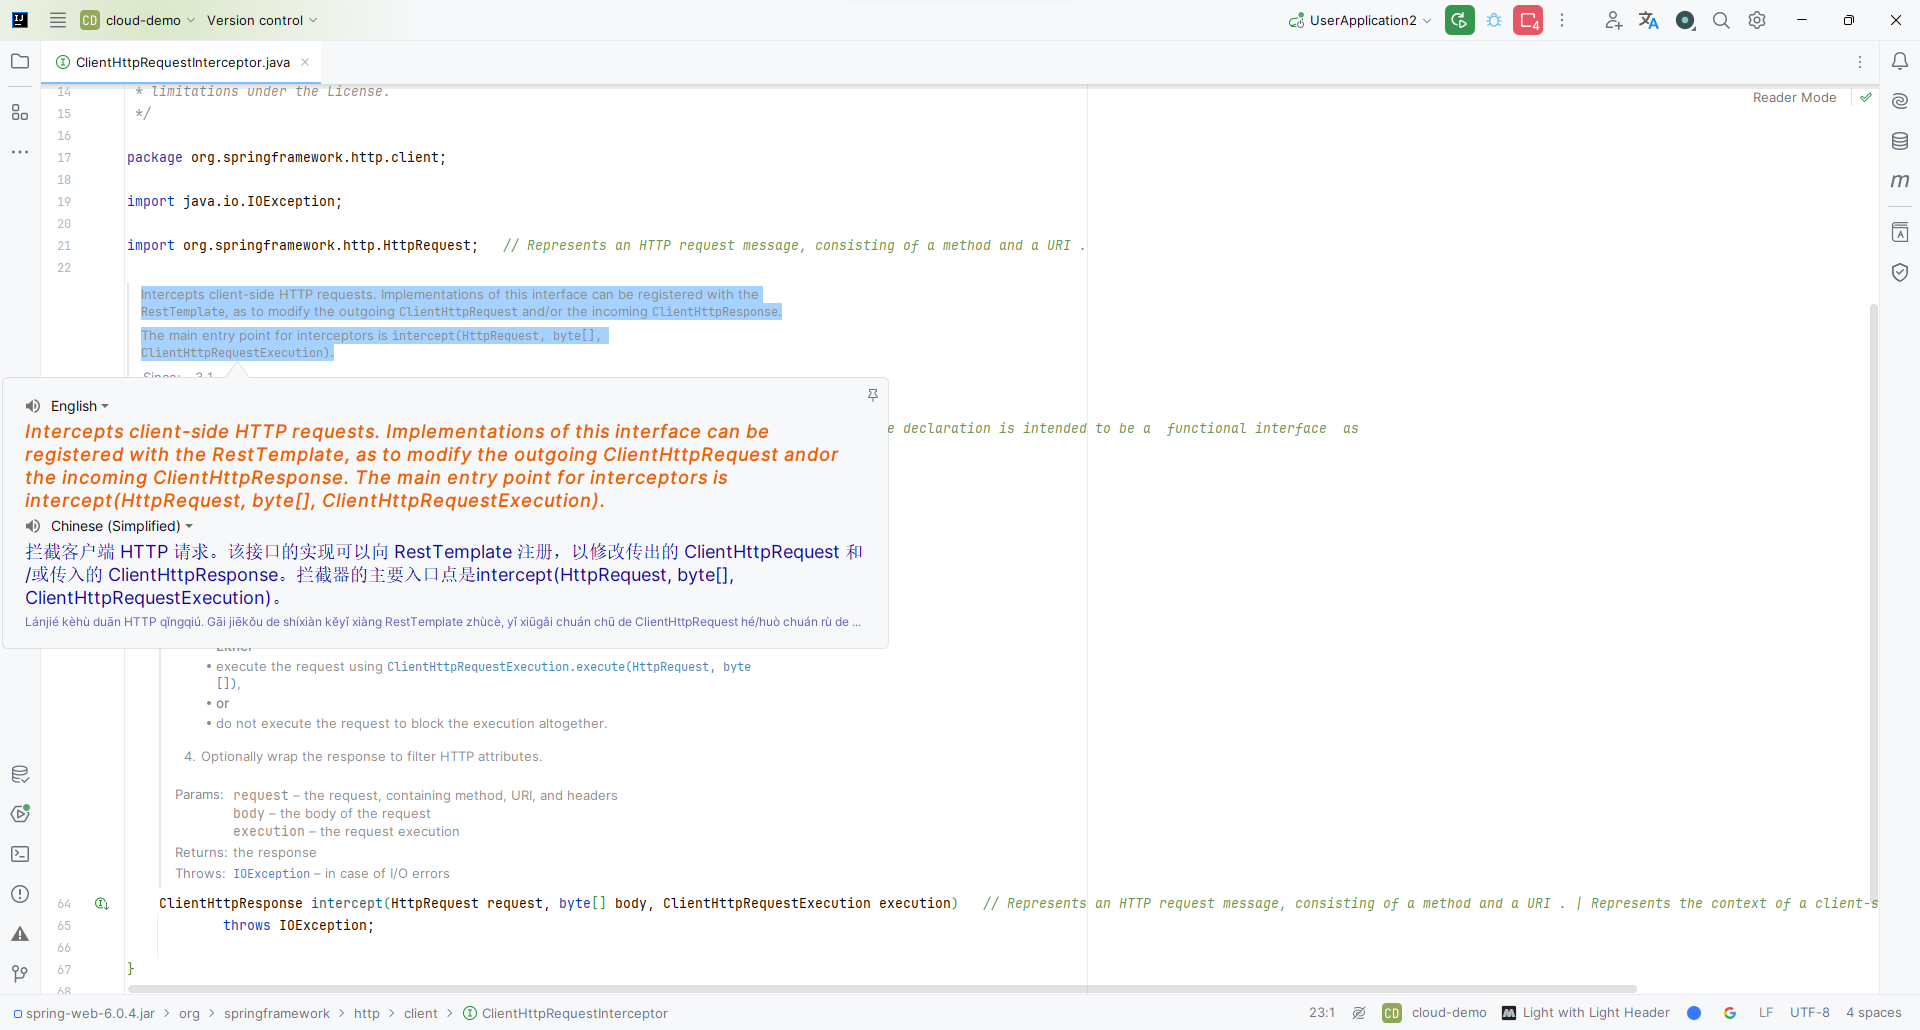 CD cloud-demo Version control UserApplication2 4
ClientHttpRequestInterceptor.java
Reader Mode
14 * limitations under the License.
15 */
16
17 package org.springframework.http.client;
18
19 import java.io.IOException;
20
21 import org.springframework.http.HttpRequest; // Represents an HTTP request message, consisting of a method and a URI .
22
Intercepts client-side HTTP requests. Implementations of this interface can be registered with the
RestTemplate, as to modify the outgoing ClientHttpRequest and/or the incoming ClientHttpResponse.
The main entry point for interceptors is intercept(HttpRequest, byte[],
ClientHttpRequestExecution).
Since: 3.1
English
e declaration is intended to be a functional interface as
Intercepts client-side HTTP requests. Implementations of this interface can be
registered with the RestTemplate, as to modify the outgoing ClientHttpRequest andor
the incoming ClientHttpResponse. The main entry point for interceptors is
intercept(HttpRequest, byte[], ClientHttpRequestExecution).
Chinese (Simplified)
拦截客户端 HTTP 请求。该接口的实现可以向 RestTemplate 注册，以修改传出的 ClientHttpRequest 和
/或传入的 ClientHttpResponse。拦截器的主要入口点是intercept(HttpRequest, byte[],
ClientHttpRequestExecution)。
Lánjié kèhù duān HTTP qǐngqiú. Gāi jiēkǒu de shíxiàn kěyǐ xiàng RestTemplate zhùcè, yǐ xiūgǎi chuán chū de ClientHttpRequest hé/huò chuán rù de ...
Either
• execute the request using ClientHttpRequestExecution.execute(HttpRequest, byte
[]),
• or
• do not execute the request to block the execution altogether.
4. Optionally wrap the response to filter HTTP attributes.
Params: request – the request, containing method, URI, and headers
body – the body of the request
execution – the request execution
Returns: the response
Throws: IOException – in case of I/O errors
64 ClientHttpResponse intercept(HttpRequest request, byte[] body, ClientHttpRequestExecution execution) // Represents an HTTP request message, consisting of a method and a URI . | Represents the context of a client-s
65 throws IOException;
66
67 }
68
spring-web-6.0.4.jar > org > springframework > http > client > ClientHttpRequestInterceptor 23:1 CD cloud-demo Light with Light Header LF UTF-8 4 spaces